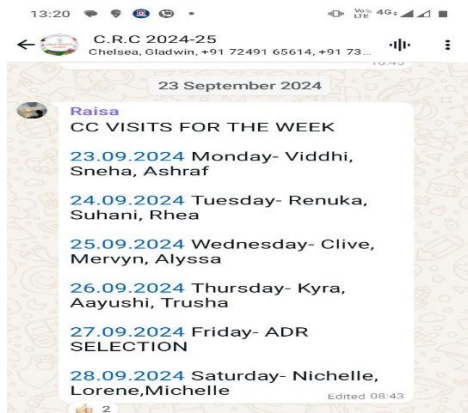 13:20
Vo)) 4G
LTE
C.R.C 2024-25
Chelsea, Gladwin, +91 72491 65614, +91 73...
23 September 2024
Raisa
CC VISITS FOR THE WEEK
23.09.2024 Monday- Viddhi,
Sneha, Ashraf
24.09.2024 Tuesday- Renuka,
Suhani, Rhea
25.09.2024 Wednesday- Clive,
Mervyn, Alyssa
26.09.2024 Thursday- Kyra,
Aayushi, Trusha
27.09.2024 Friday- ADR
SELECTION
28.09.2024 Saturday- Nichelle,
Lorene,Michelle
Edited 08:43
2